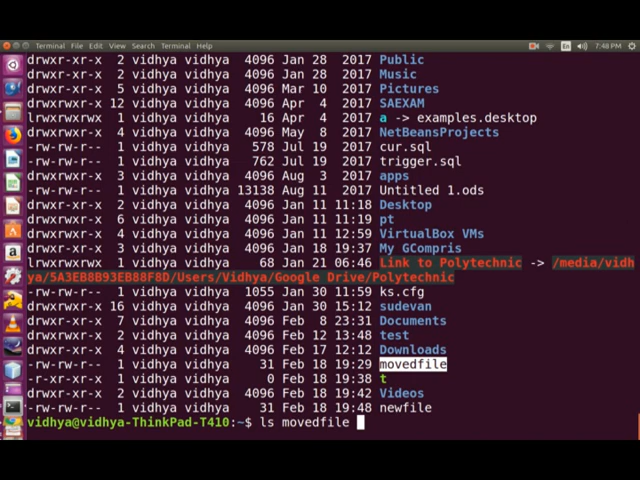 Terminal File Edit View Search Terminal Help En 7:48 PM
drwxr-xr-x 2 vidhya vidhya 4096 Jan 28 2017 Public
drwxr-xr-x 2 vidhya vidhya 4096 Jan 28 2017 Music
drwxr-xr-x 5 vidhya vidhya 4096 Mar 10 2017 Pictures
drwxrwxr-x 12 vidhya vidhya 4096 Apr 4 2017 SAEXAM
lrwxrwxrwx 1 vidhya vidhya 16 Apr 4 2017 a -> examples.desktop
drwxrwxr-x 4 vidhya vidhya 4096 May 8 2017 NetBeansProjects
-rw-rw-r-- 1 vidhya vidhya 578 Jul 19 2017 cur.sql
-rw-rw-r-- 1 vidhya vidhya 762 Jul 19 2017 trigger.sql
drwxrwxr-x 3 vidhya vidhya 4096 Aug 3 2017 apps
-rw-rw-r-- 1 vidhya vidhya 13138 Aug 11 2017 Untitled 1.ods
drwxr-xr-x 2 vidhya vidhya 4096 Jan 11 11:18 Desktop
drwxr-xr-x 6 vidhya vidhya 4096 Jan 11 11:19 pt
drwxrwxr-x 4 vidhya vidhya 4096 Jan 11 12:59 VirtualBox VMs
drwxrwxr-x 3 vidhya vidhya 4096 Jan 18 19:37 My GCompris
lrwxrwxrwx 1 vidhya vidhya 68 Jan 21 06:46 Link to Polytechnic -> /media/vidh
ya/5A3EB8B93EB88F8D/Users/Vidhya/Google Drive/Polytechnic
-rw-rw-r-- 1 vidhya vidhya 1055 Jan 30 11:59 ks.cfg
drwxrwxr-x 16 vidhya vidhya 4096 Jan 30 15:12 sudevan
drwxr-xr-x 7 vidhya vidhya 4096 Feb 8 23:31 Documents
drwxrwxr-x 2 vidhya vidhya 4096 Feb 12 13:48 test
drwxr-xr-x 4 vidhya vidhya 4096 Feb 17 12:12 Downloads
-rw-rw-r-- 1 vidhya vidhya 31 Feb 18 19:29 movedfile
-r-xr-xr-x 1 vidhya vidhya 0 Feb 18 19:38 t
drwxr-xr-x 2 vidhya vidhya 4096 Feb 18 19:42 Videos
-rw-rw-r-- 1 vidhya vidhya 31 Feb 18 19:48 newfile
vidhya@vidhya-ThinkPad-T410:~$ ls movedfile